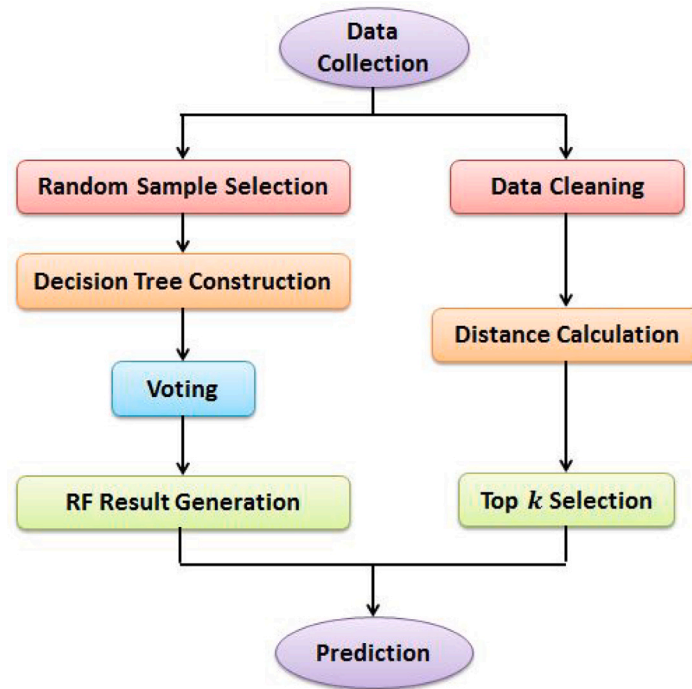 Data
Collection
Random Sample Selection
Data Cleaning
Decision Tree Construction
Distance Calculation
Voting
RF Result Generation
Top k Selection
Prediction